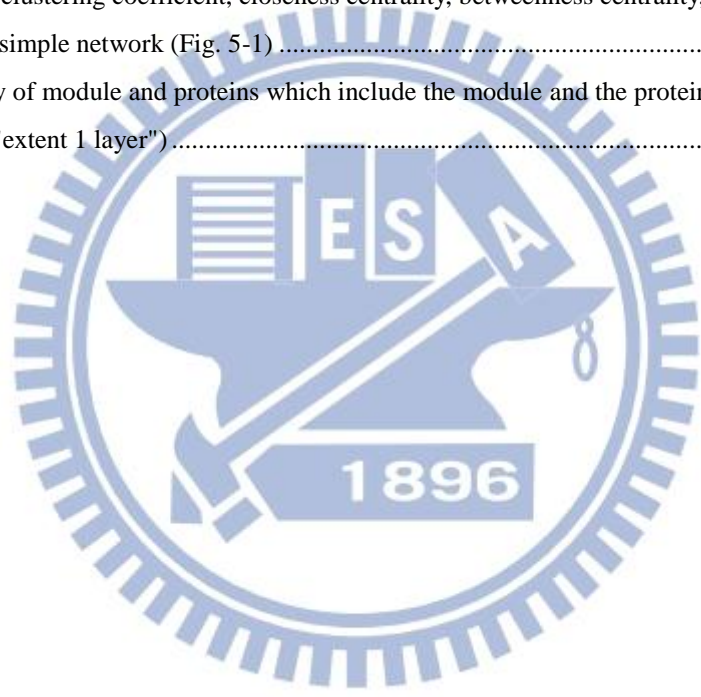 clustering coefficient, closeness centrality, betweenness centrality,
simple network (Fig. 5-1) ........................................................................
y of module and proteins which include the module and the protein
extent 1 layer") ........................................................................................
E S A
1896